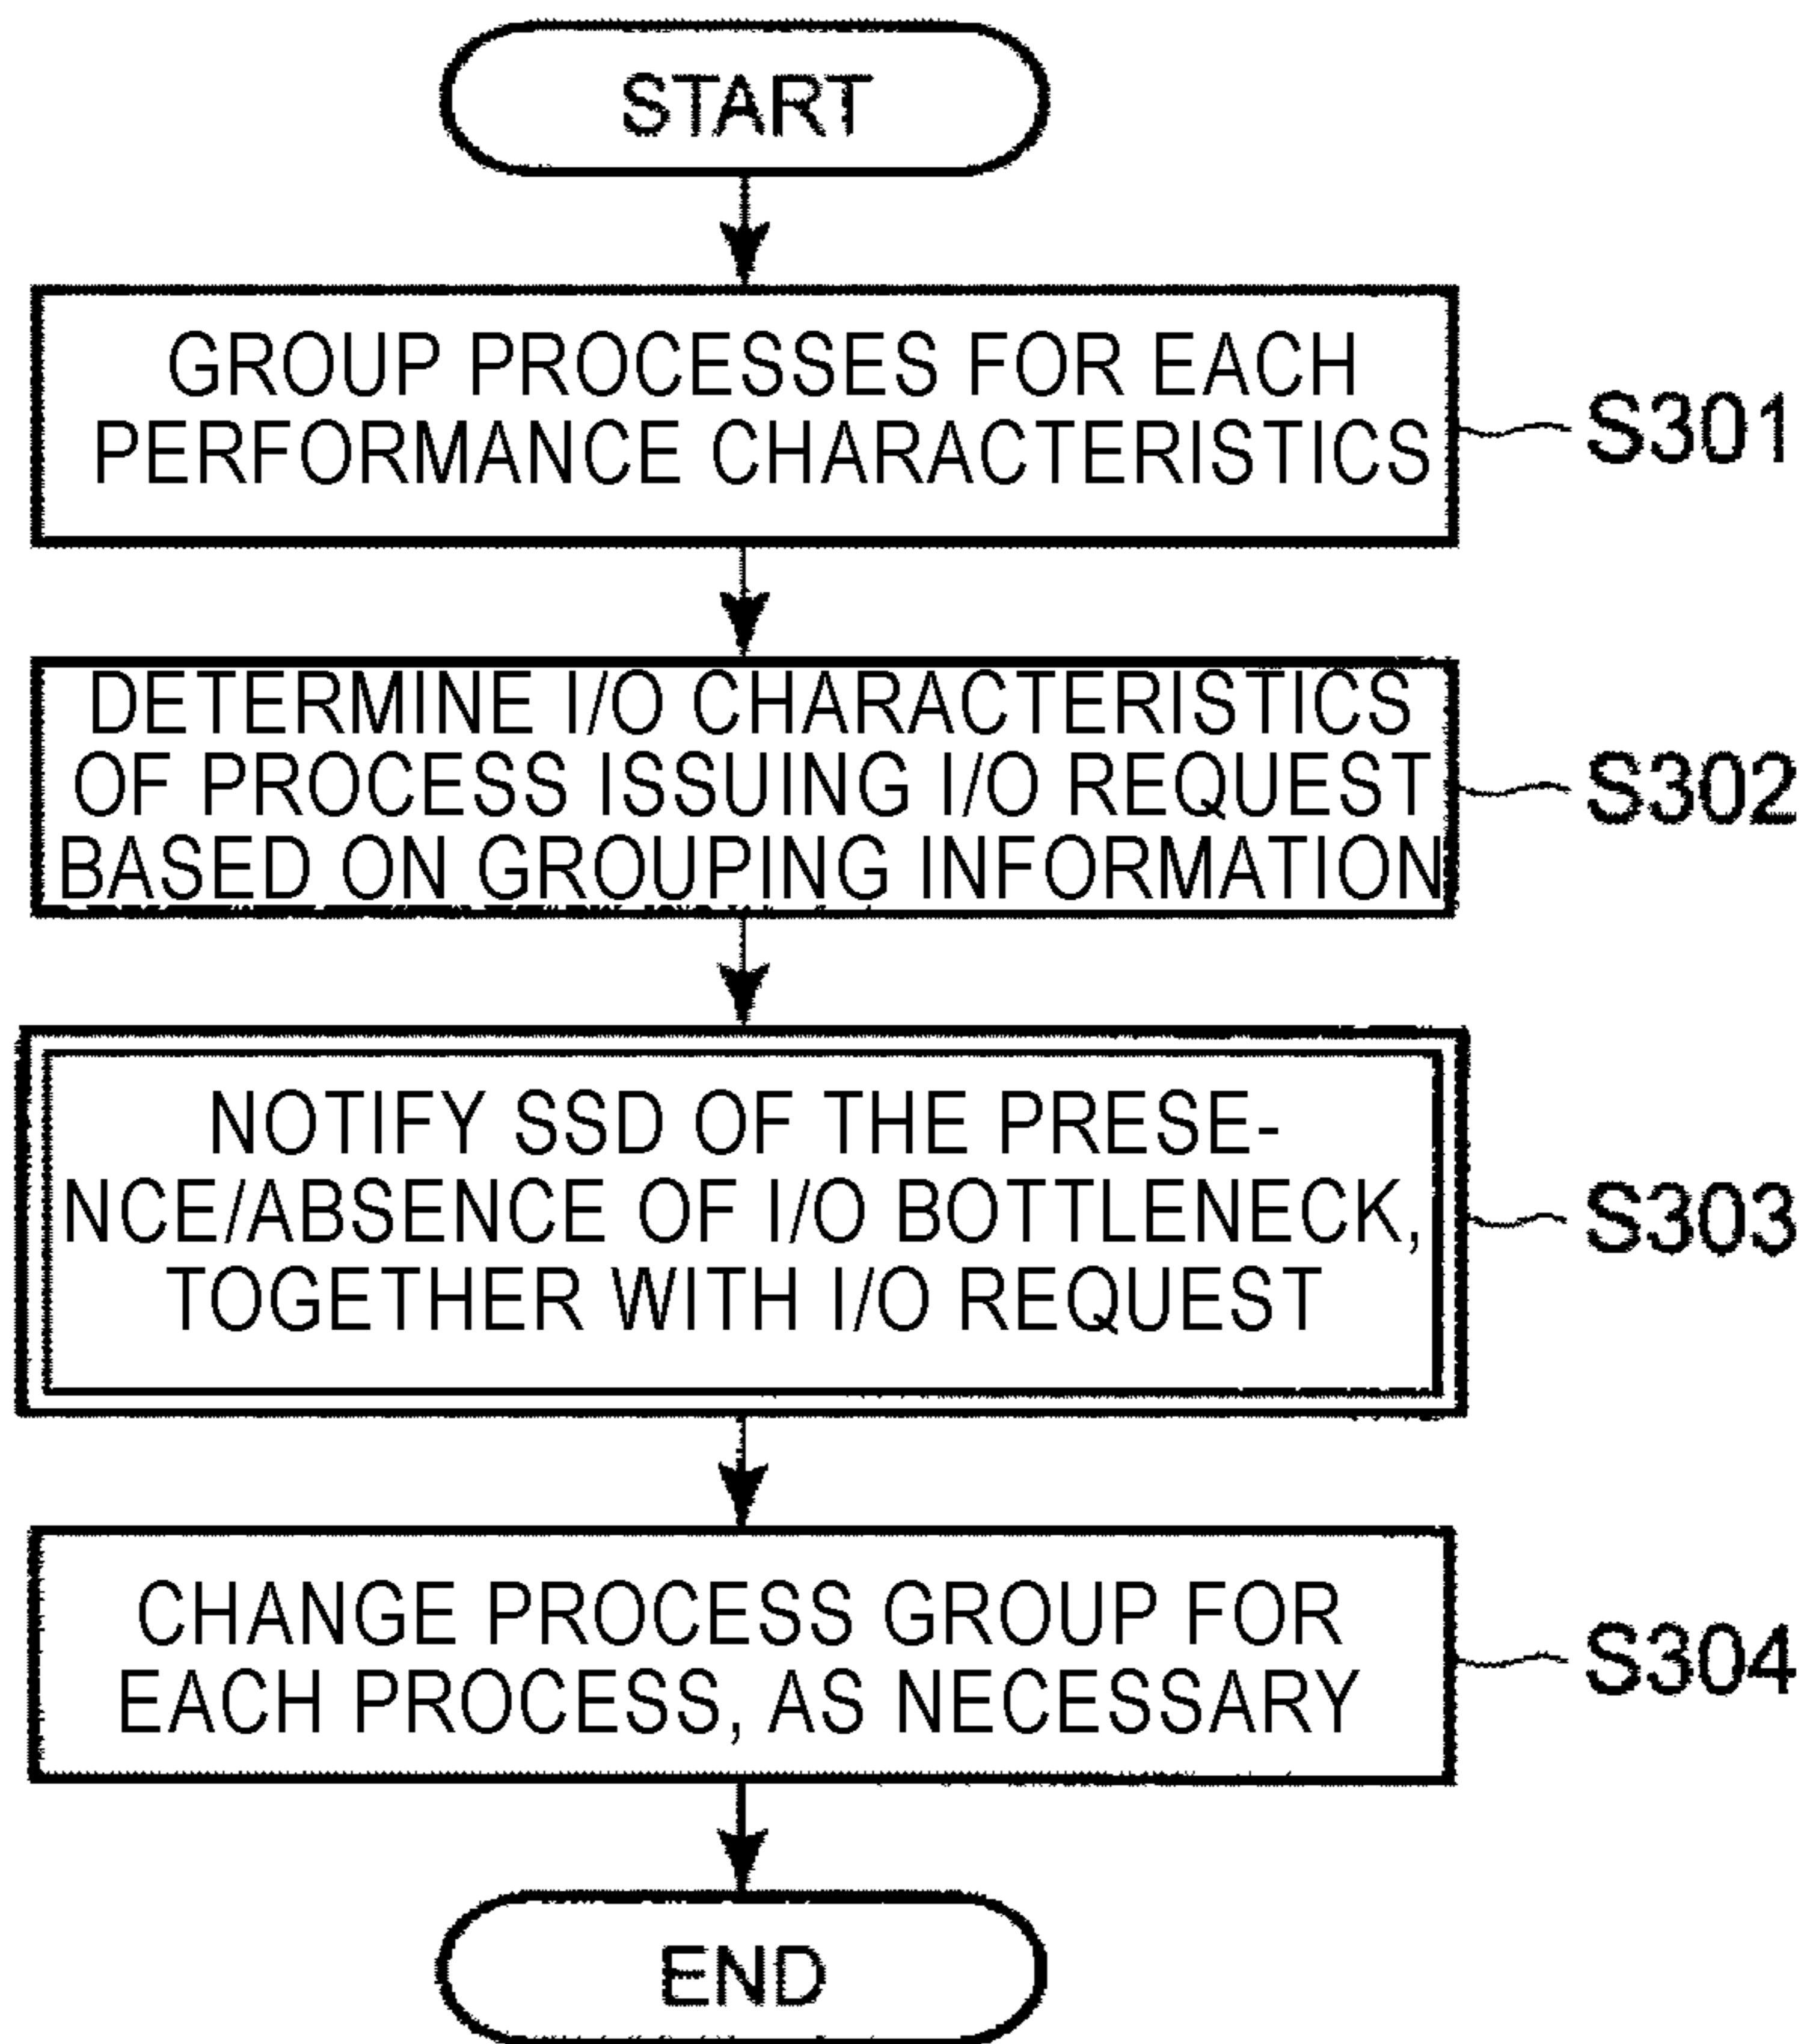 START
GROUP PROCESSES FOR EACH
PERFORMANCE CHARACTERISTICS
S301
DETERMINE I/O CHARACTERISTICS
OF PROCESS ISSUING I/O REQUEST
BASED ON GROUPING INFORMATION
S302
NOTIFY SSD OF THE PRESE-
NCE/ABSENCE OF I/O BOTTLENECK,
TOGETHER WITH I/O REQUEST
S303
CHANGE PROCESS GROUP FOR
EACH PROCESS, AS NECESSARY
S304
END